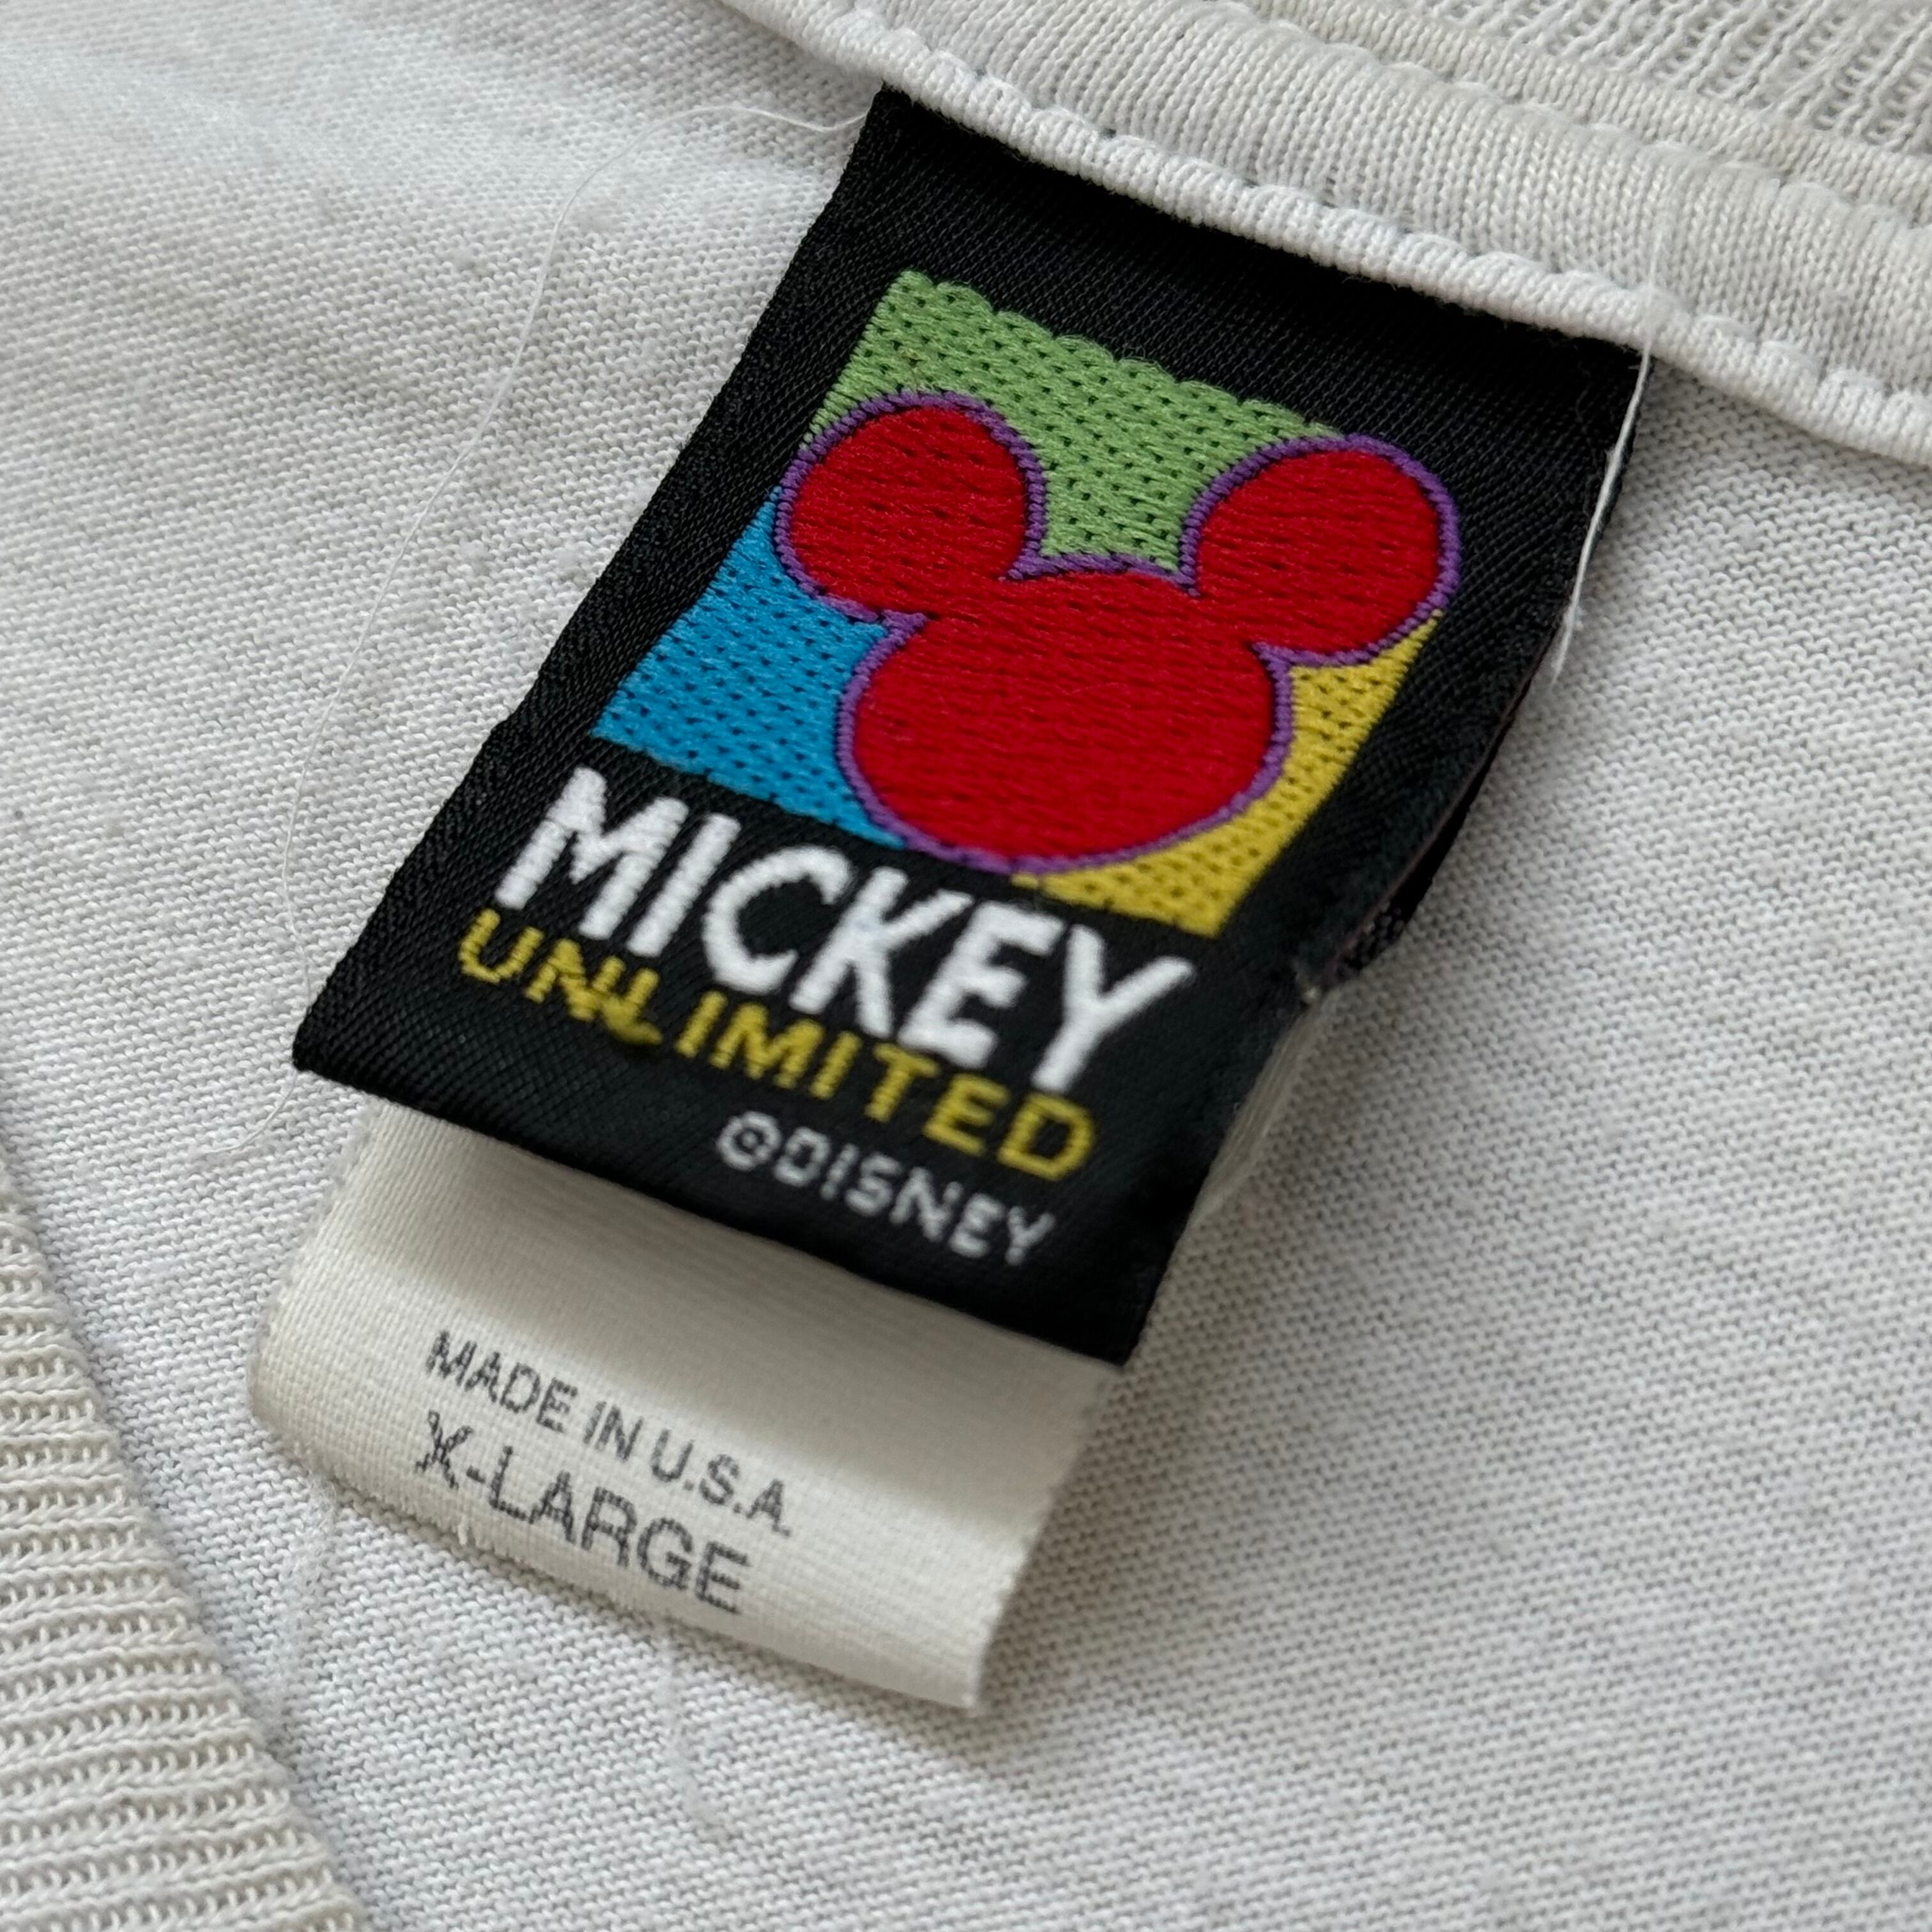 MICKEY
UNLIMITED
©DISNEY
MADE IN U.S.A.
X-LARGE